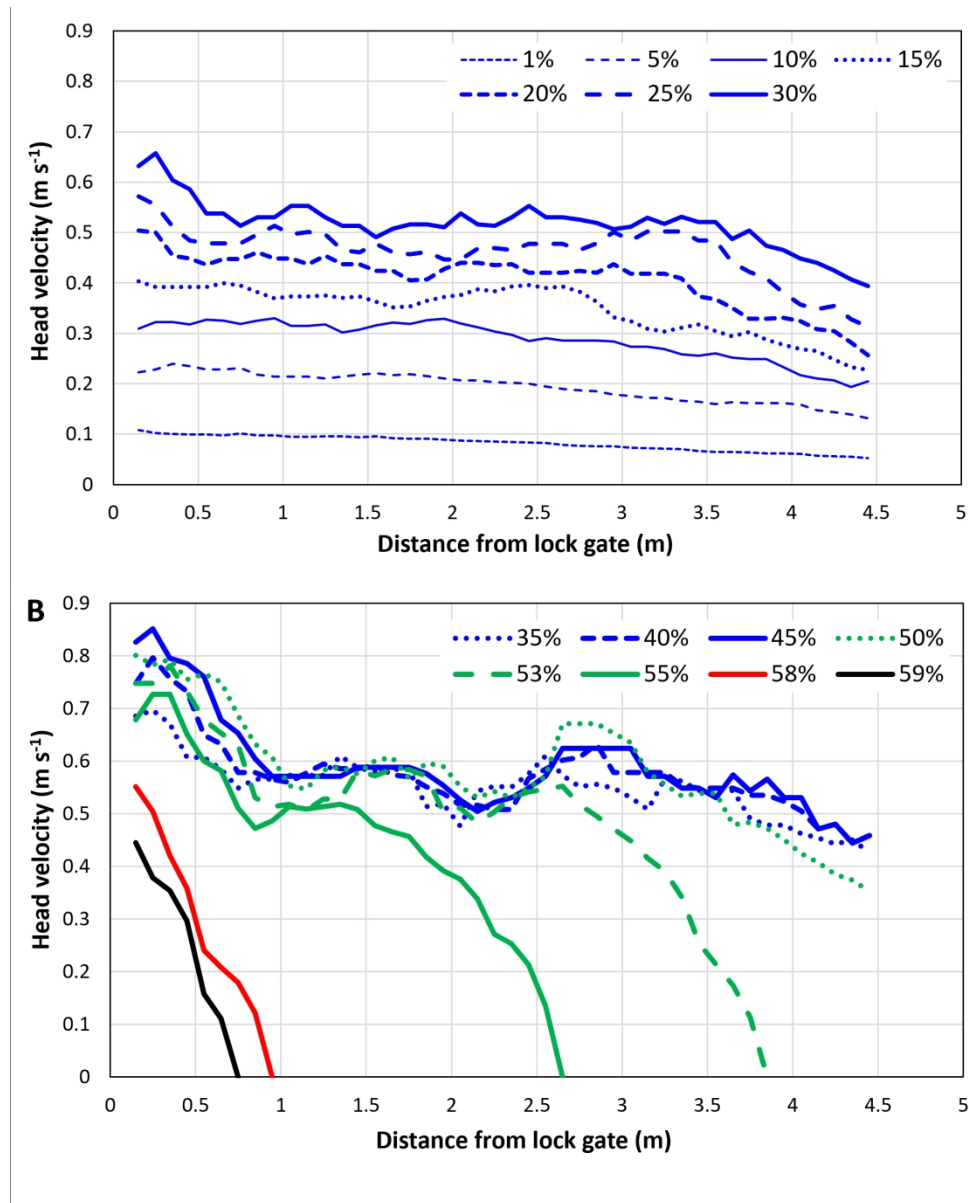 0.9
0.8
0.7
0.6
0.5
0.4
0.3
0.2
0.1
0
Head velocity (m s⁻¹)
1% 5% 10% 15%
20% 25% 30%
0 0.5 1 1.5 2 2.5 3 3.5 4 4.5 5
Distance from lock gate (m)
B
0.9
0.8
0.7
0.6
0.5
0.4
0.3
0.2
0.1
0
Head velocity (m s⁻¹)
35% 40% 45% 50%
53% 55% 58% 59%
0 0.5 1 1.5 2 2.5 3 3.5 4 4.5 5
Distance from lock gate (m)